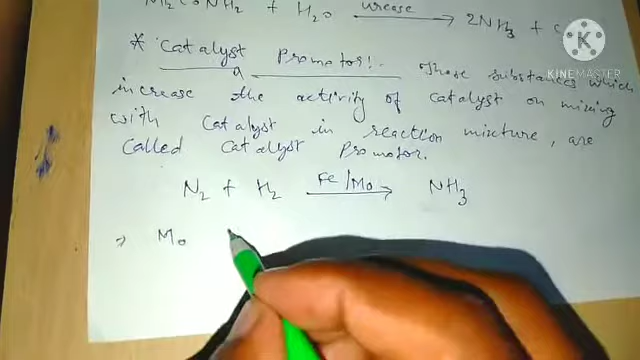 NH₂CONH₂ + H₂O urease → 2NH₃ + C
* Catalyst Promotor:- Those substances which
increase the activity of catalyst on mixing
with catalyst in reaction mixture, are
called catalyst promotor.
N₂ + H₂ Fe/Mo → NH₃
⇒ Mo
KINEMASTER